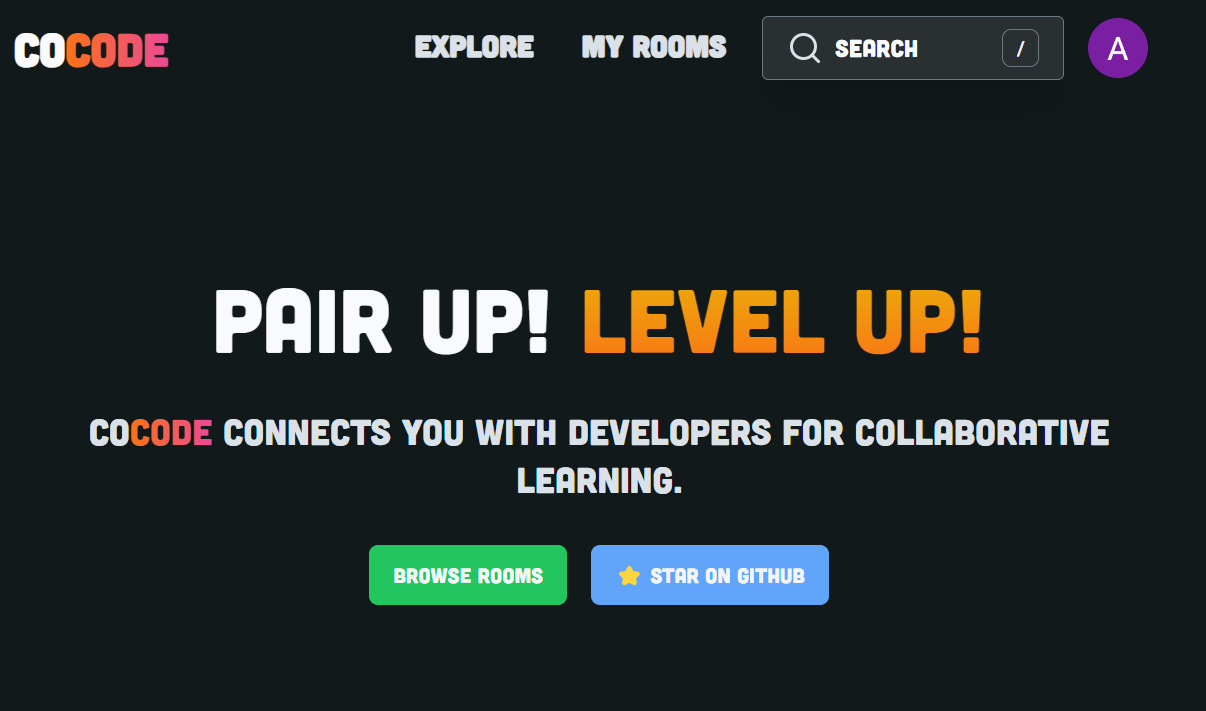 COCODE EXPLORE MY ROOMS SEARCH / A
PAIR UP! LEVEL UP!
COCODE CONNECTS YOU WITH DEVELOPERS FOR COLLABORATIVE
LEARNING.
BROWSE ROOMS STAR ON GITHUB